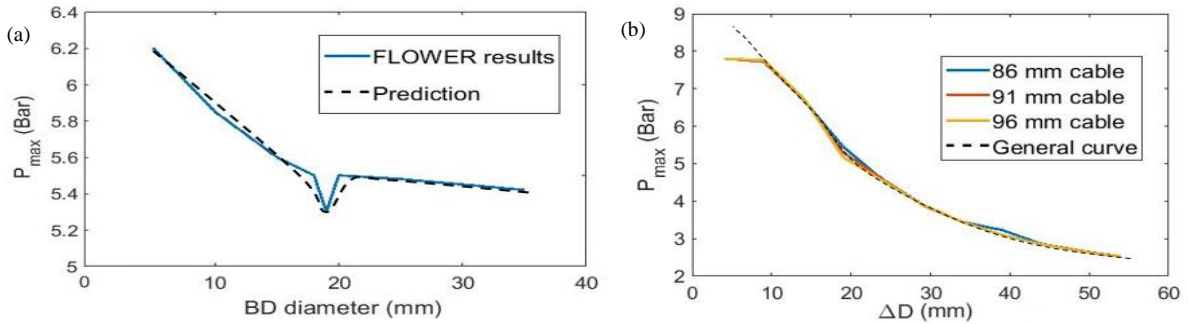 (a)
6.4
6.2
6
5.8
5.6
5.4
5.2
5
P_max (Bar)
FLOWER results
Prediction
0
10
20
30
40
BD diameter (mm)
(b)
9
8
7
6
5
4
3
2
P_max (Bar)
86 mm cable
91 mm cable
96 mm cable
General curve
0
10
20
30
40
50
60
ΔD (mm)